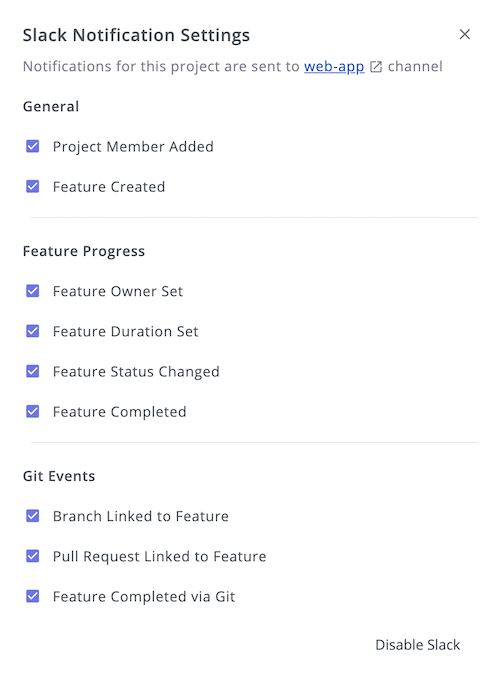 Slack Notification Settings
Notifications for this project are sent to web-app channel
General
Project Member Added
Feature Created
Feature Progress
Feature Owner Set
Feature Duration Set
Feature Status Changed
Feature Completed
Git Events
Branch Linked to Feature
Pull Request Linked to Feature
Feature Completed via Git
Disable Slack